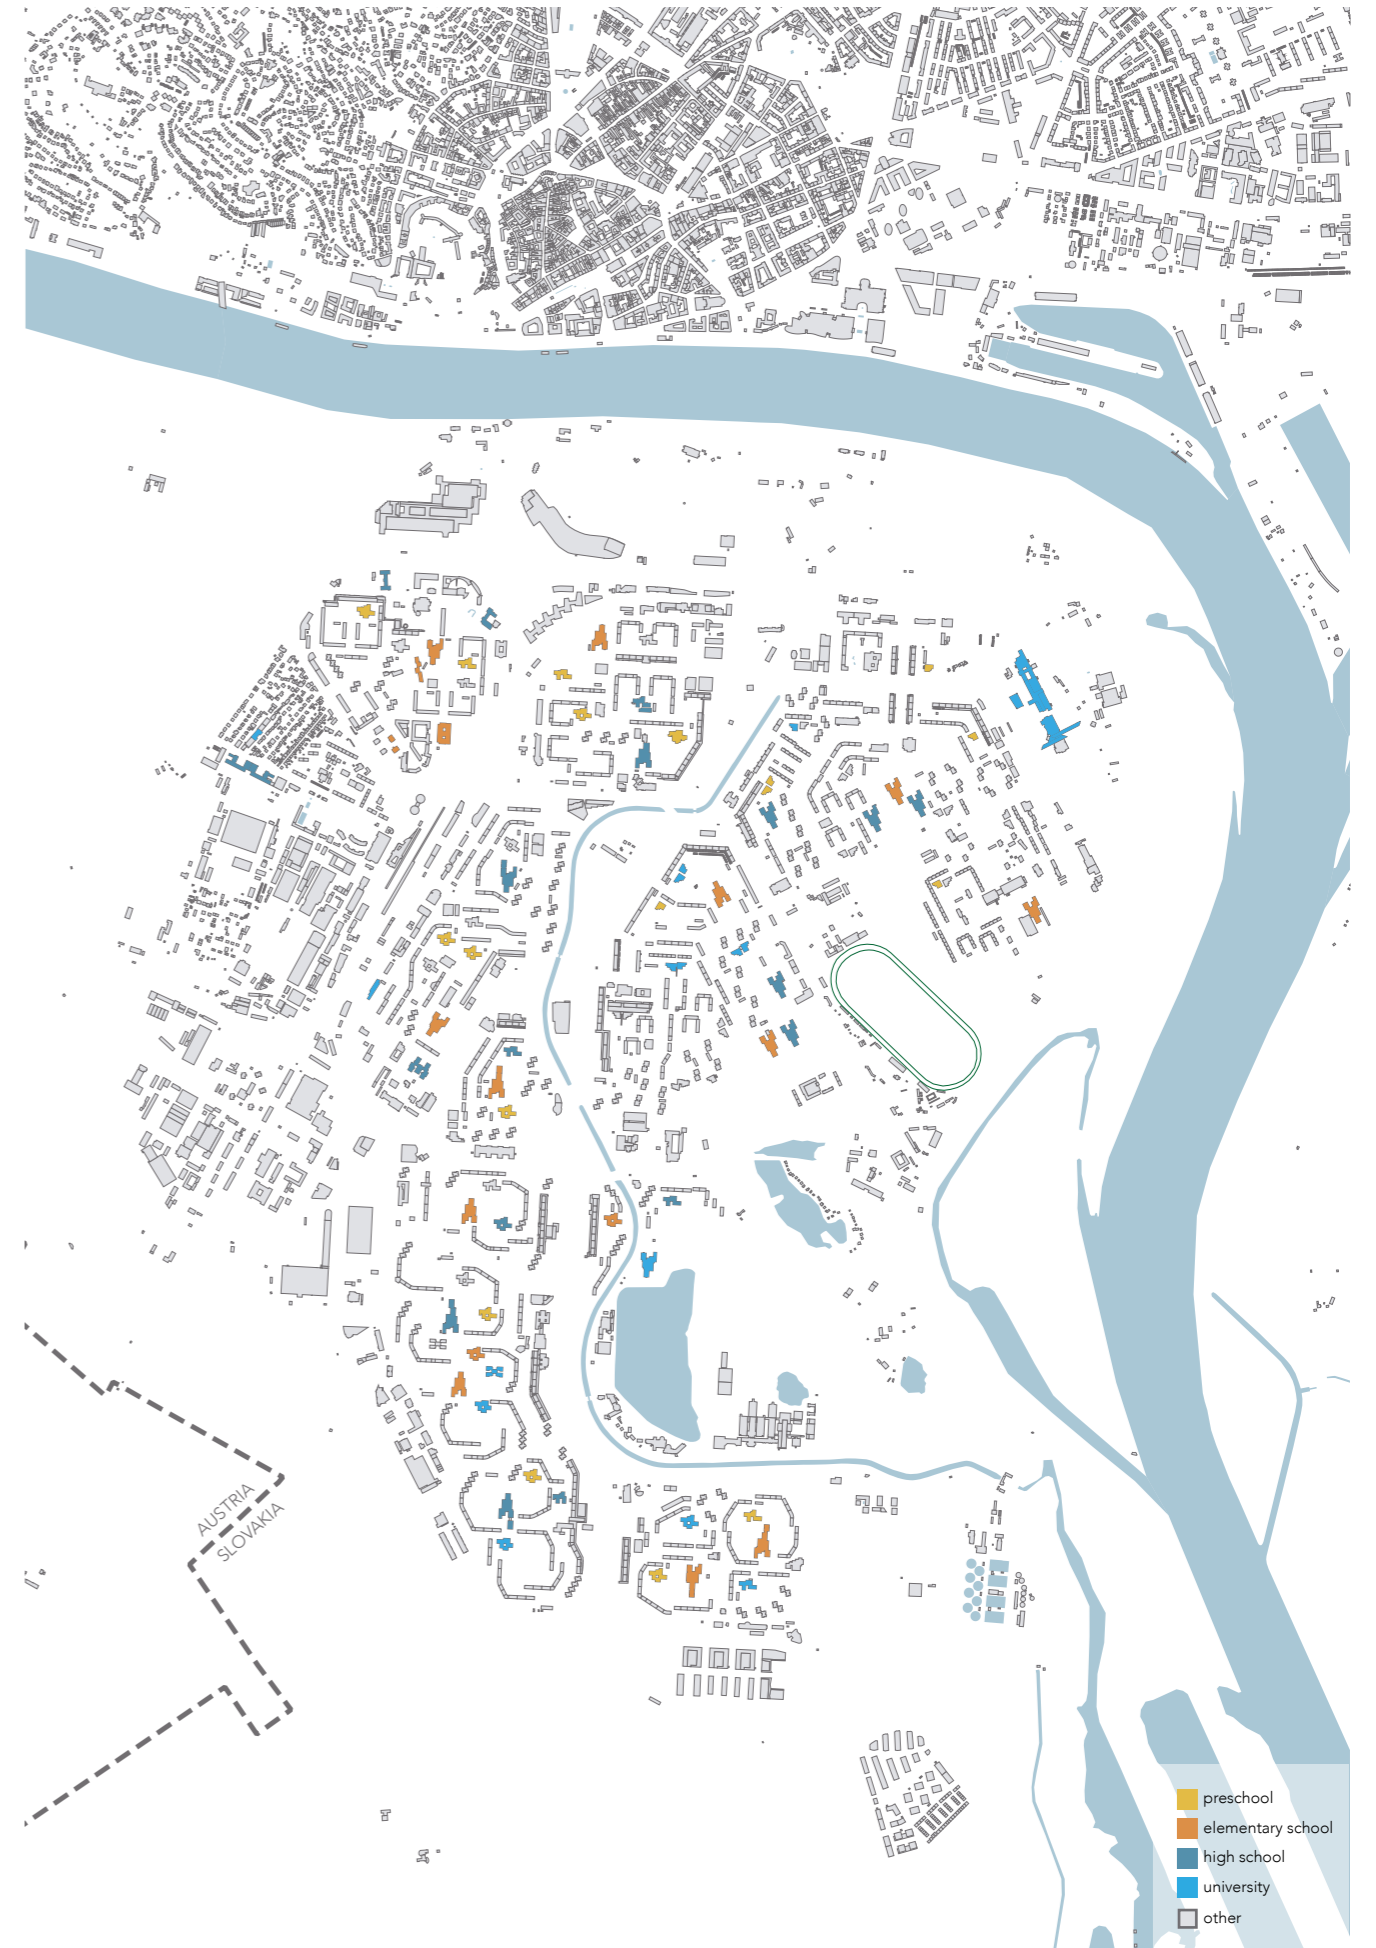 AUSTRIA
SLOVAKIA
preschool
elementary school
high school
university
other